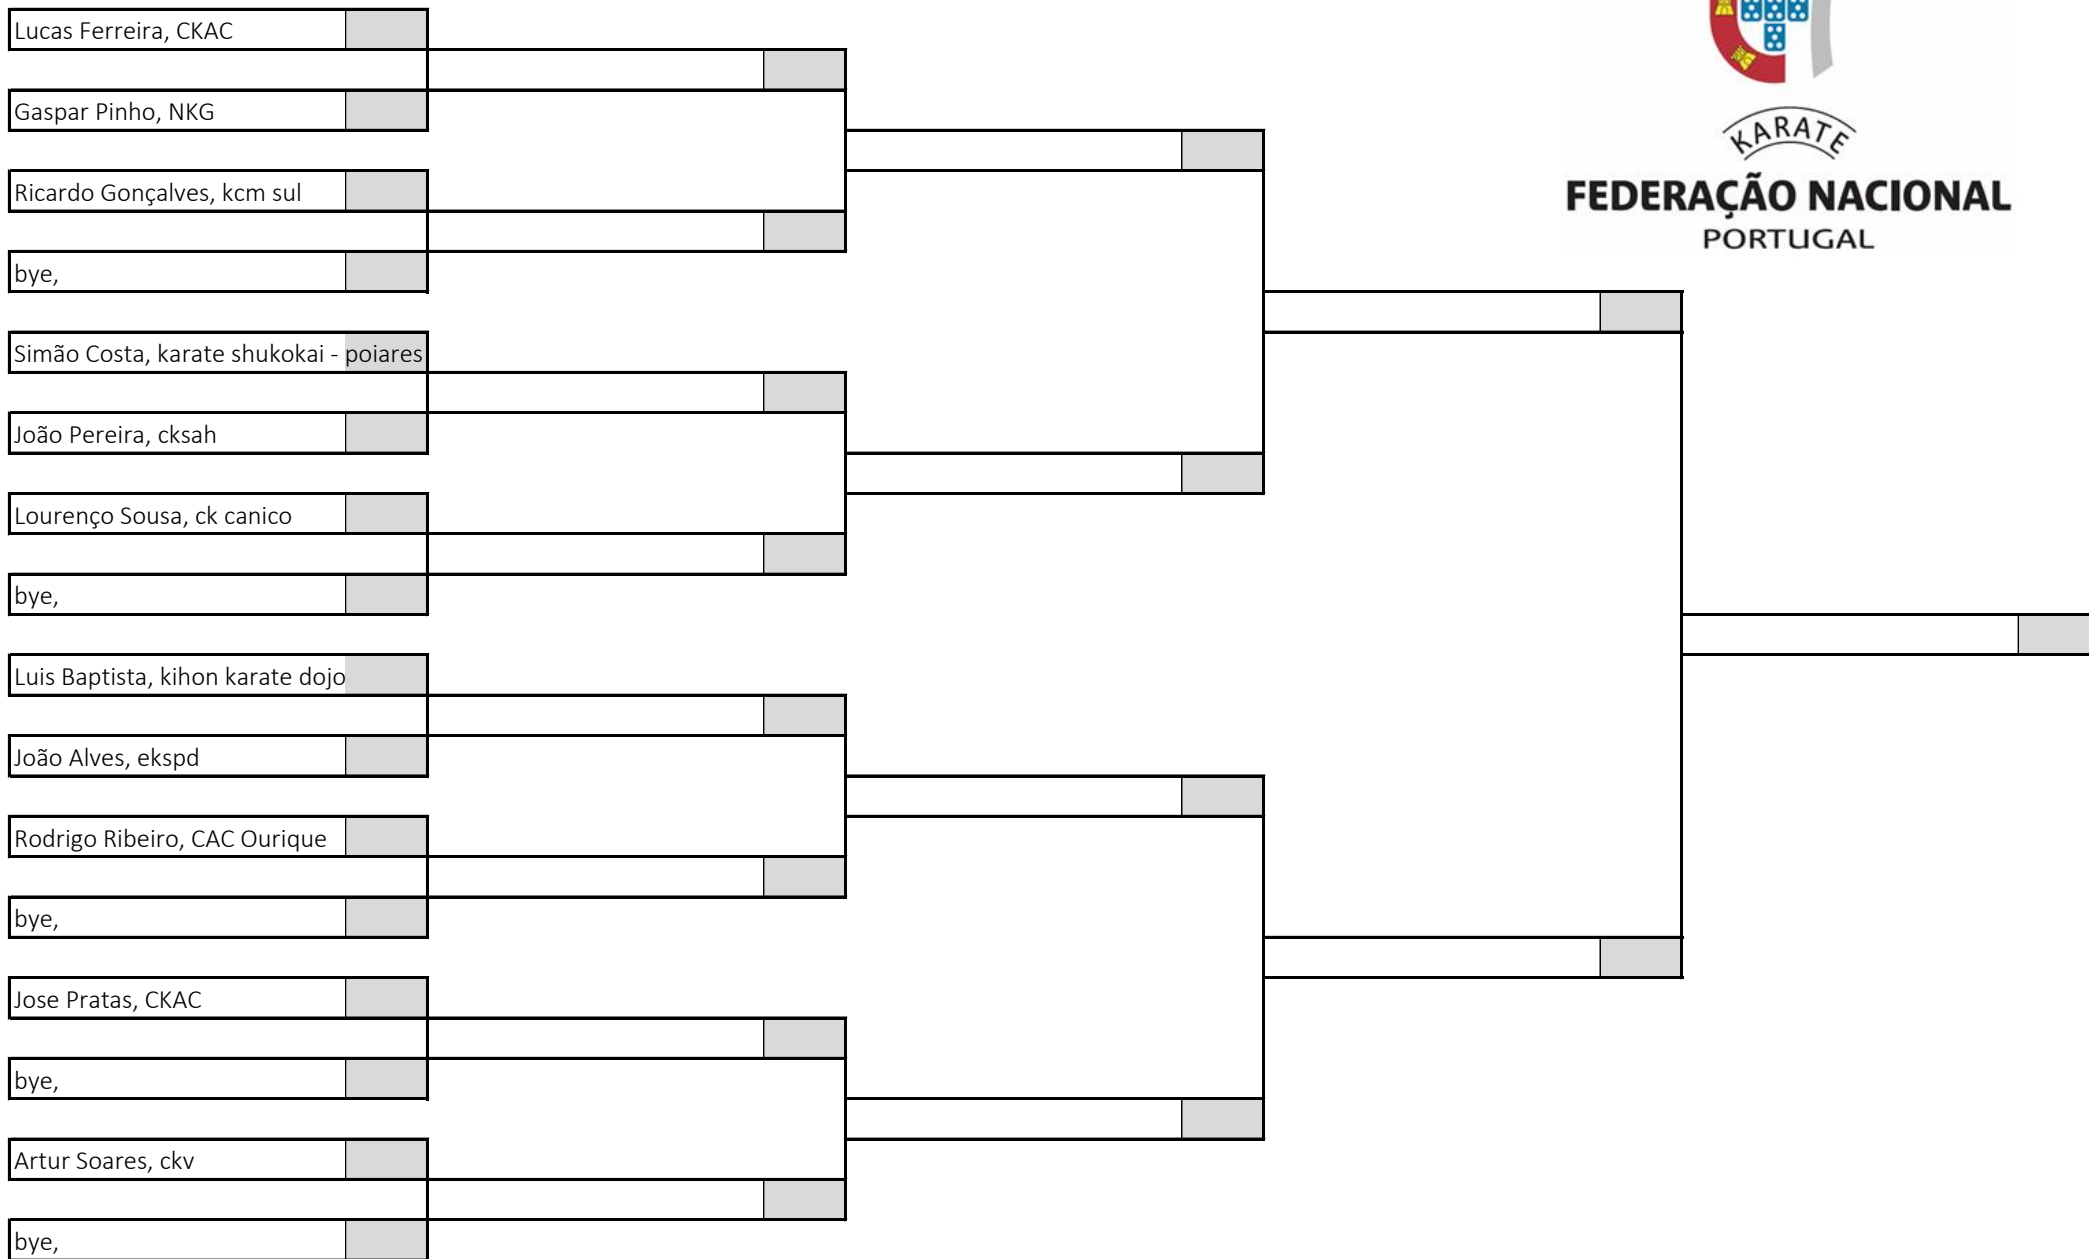 Lucas Ferreira, CKAC
Gaspar Pinho, NKG
KARATE
Ricardo Gonçalves, kcm sul
FEDERAÇÃO NACIONAL
PORTUGAL
bye,
Simão Costa, karate shukokai - poiares
João Pereira, cksah
Lourenço Sousa, ck canico
bye,
Luis Baptista, kihon karate dojo
João Alves, ekspd
Rodrigo Ribeiro, CAC Ourique
bye,
Jose Pratas, CKAC
bye,
Artur Soares, ckv
bye,